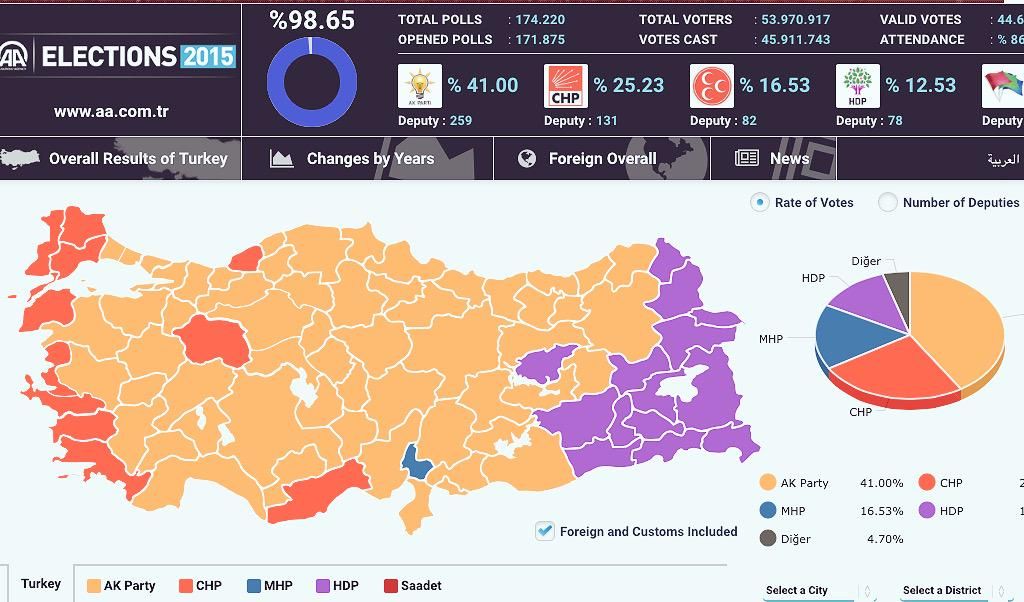 %98.65
TOTAL POLLS : 174.220
TOTAL VOTERS : 53.970.917
VALID VOTES : 44.6
OPENED POLLS : 171.875
VOTES CAST : 45.911.743
ATTENDANCE : % 86
AA ELECTIONS 2015
www.aa.com.tr
AK PARTi % 41.00
CHP % 25.23
% 16.53
HDP % 12.53
Deputy : 259
Deputy : 131
Deputy : 82
Deputy : 78
Deputy
Overall Results of Turkey
Changes by Years
Foreign Overall
News
العربية
Rate of Votes
Number of Deputies
Diğer
HDP
MHP
CHP
AK Party 41.00%
CHP 2
MHP 16.53%
HDP 1
Diğer 4.70%
Foreign and Customs Included
Turkey
AK Party
CHP
MHP
HDP
Saadet
Select a City
Select a District